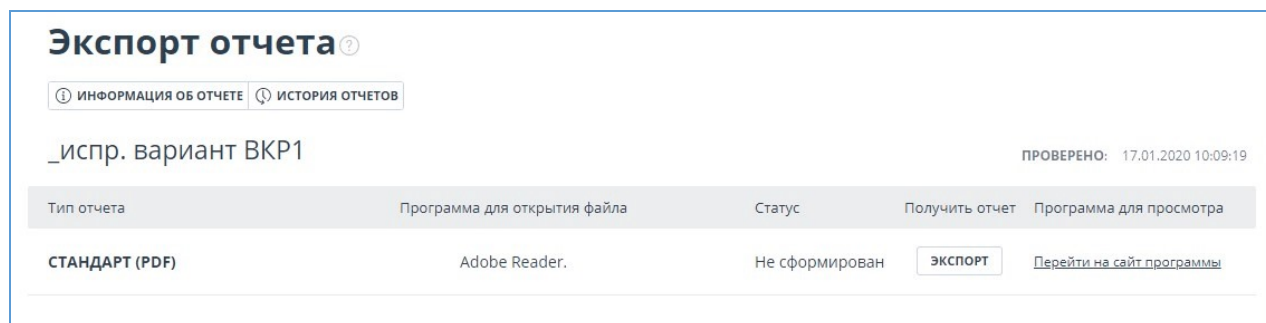 Экспорт отчета
ИНФОРМАЦИЯ ОБ ОТЧЕТЕ ИСТОРИЯ ОТЧЕТОВ
_испр. вариант ВКР1
ПРОВЕРЕНО: 17.01.2020 10:09:19
Тип отчета Программа для открытия файла Статус Получить отчет Программа для просмотра
СТАНДАРТ (PDF) Adobe Reader. Не сформирован ЭКСПОРТ Перейти на сайт программы